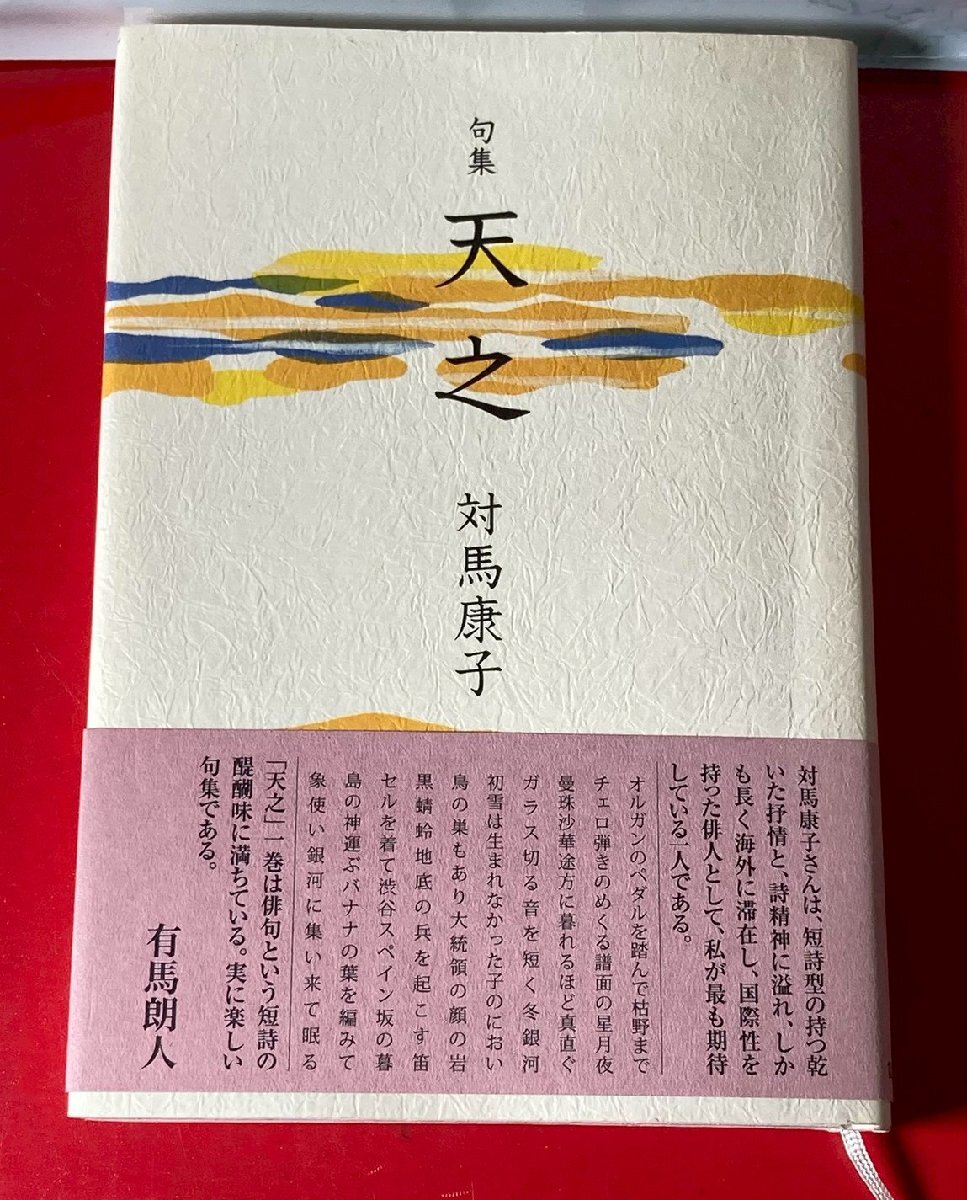 句集
天之
対馬康子
対馬康子さんは、短詩型の持つ乾
いた抒情と、詩精神に溢れ、しか
も長く海外に滞在し、国際性を
持った俳人として、私が最も期待
している一人である。
オルガンのペダルを踏んで枯野まで
チェロ弾きのめくる譜面の星月夜
曼珠沙華途方に暮れるほど真直ぐ
ガラス切る音を短く冬銀河
初雪は生まれなかった子のにおい
鳥の巣もあり大統領の顔の岩
黒蜻蛉地底の兵を起こす笛
セルを着て渋谷スペイン坂の暮
島の神運ぶバナナの葉を編みて
象使い銀河に集い来て眠る
「天之」一巻は俳句という短詩の
醍醐味に満ちている。実に楽しい
句集である。
有馬朗人